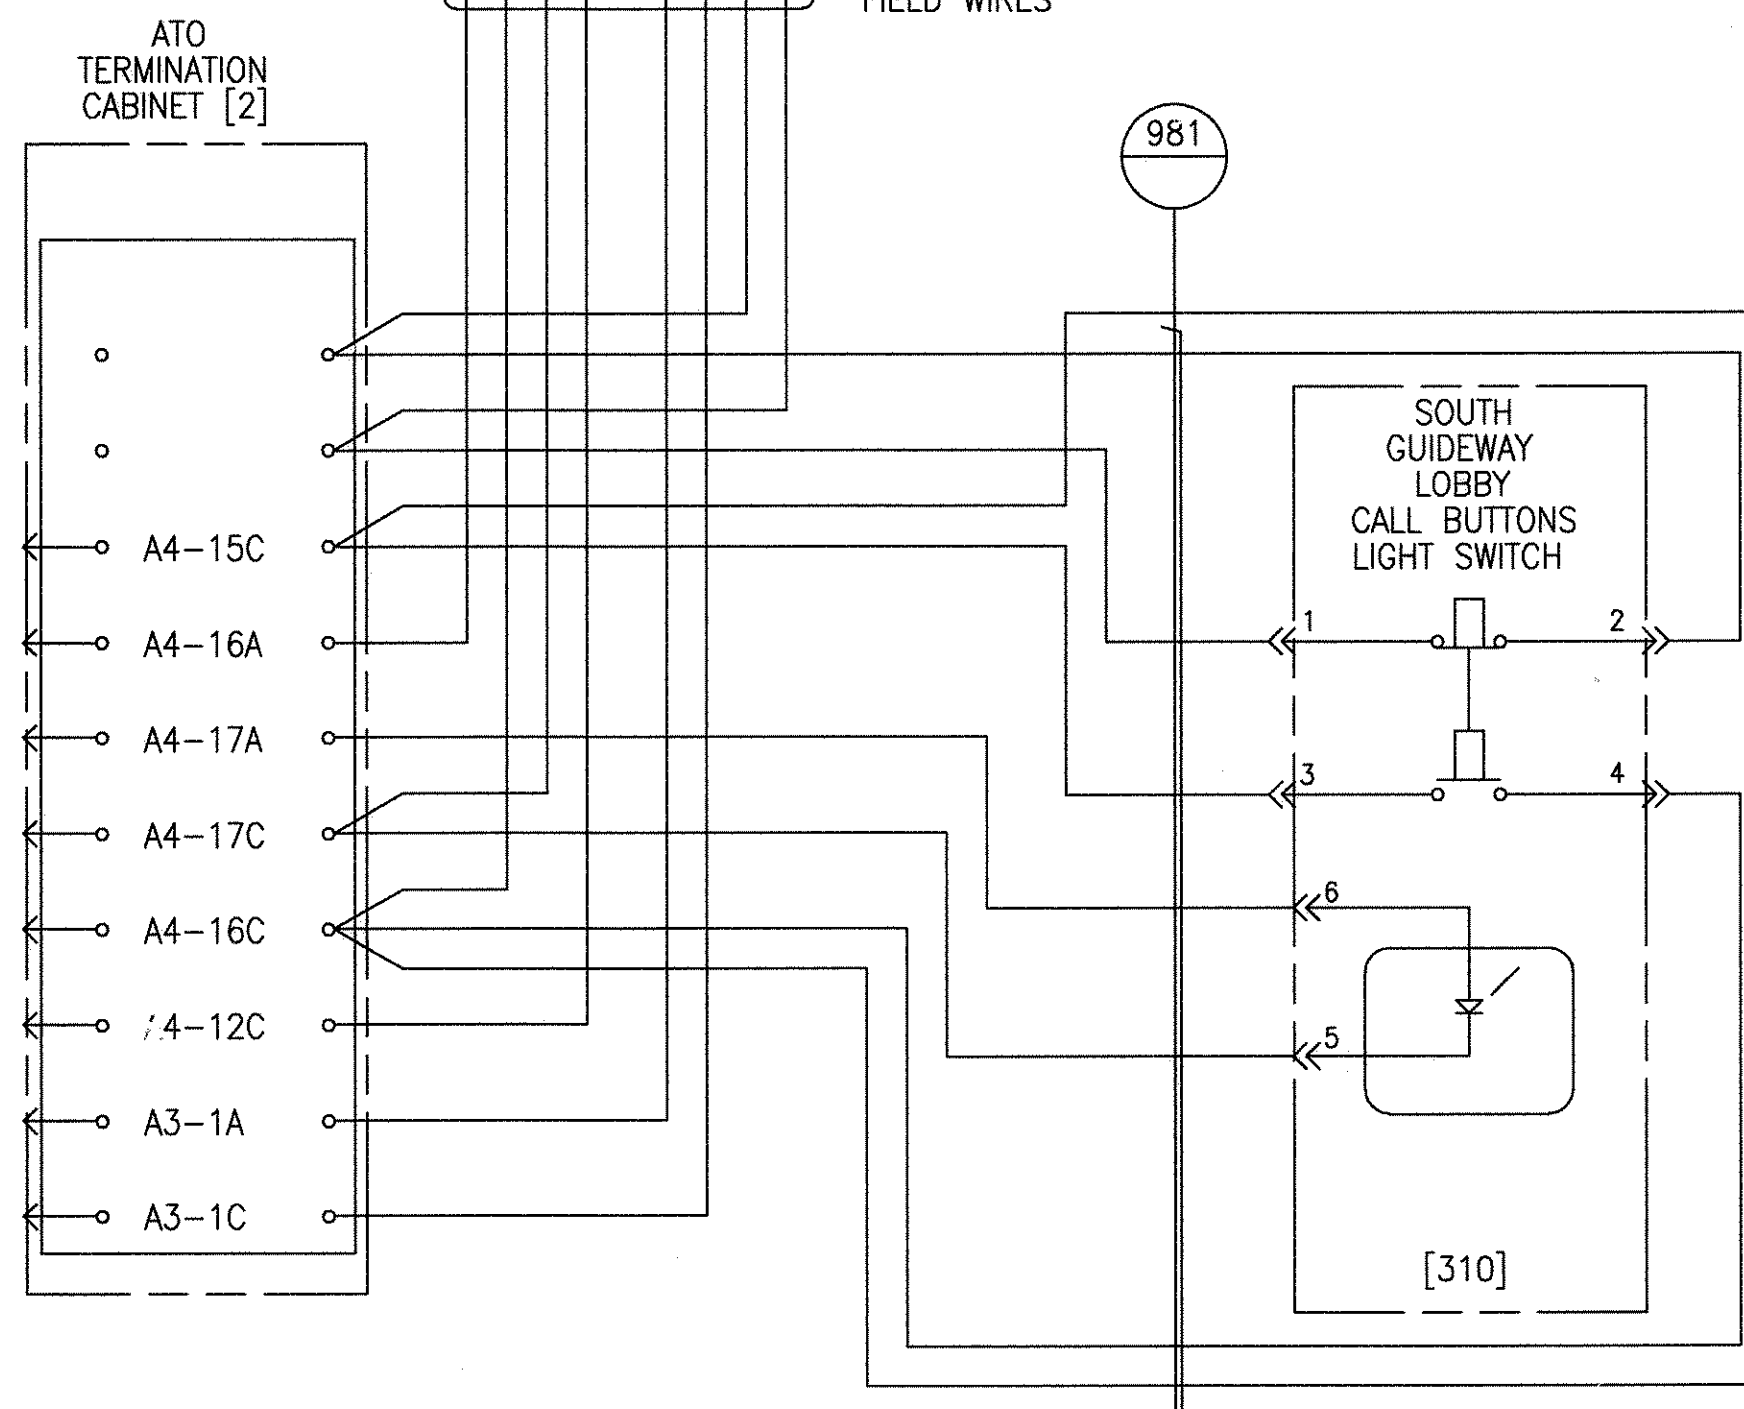 FIELD WIRES
ATO
TERMINATION
CABINET [2]
981
SOUTH
GUIDEWAY
LOBBY
CALL BUTTONS
LIGHT SWITCH
A4-15C
A4-16A
A4-17A
A4-17C
A4-16C
4-12C
A3-1A
A3-1C
1
2
3
4
6
5
[310]